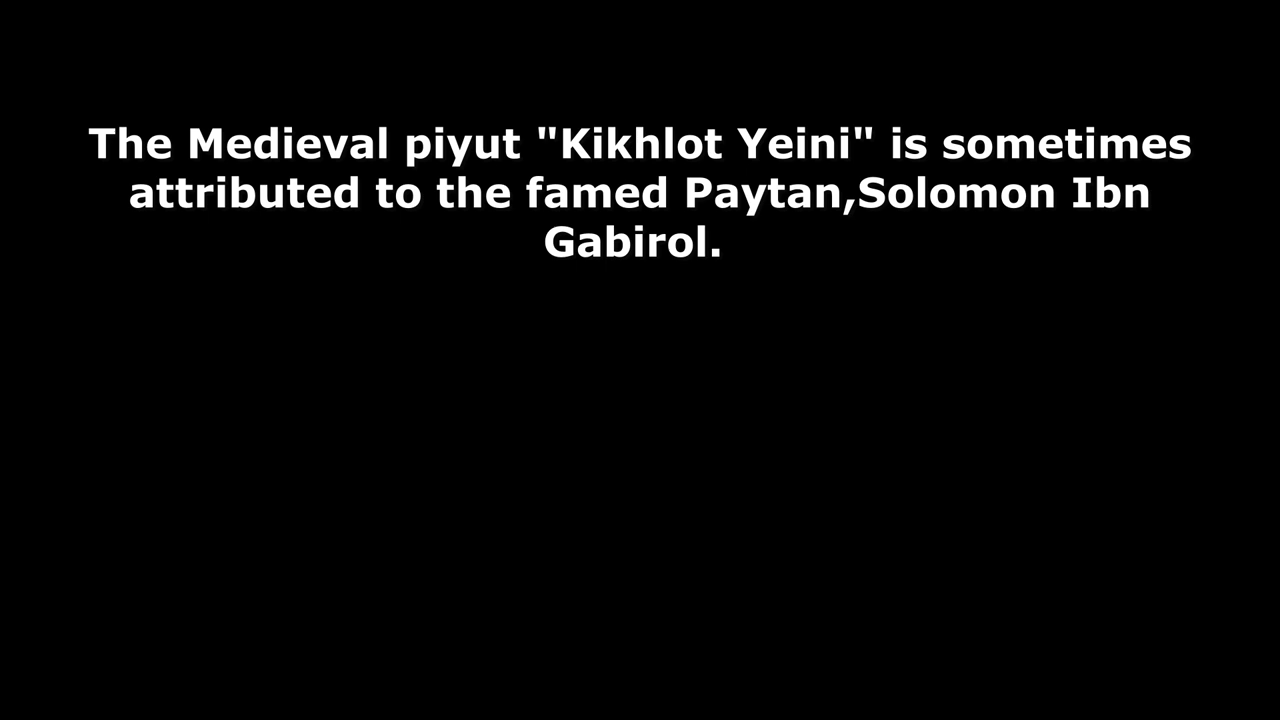 The Medieval piyut "Kikhlot Yeini" is sometimes
attributed to the famed Paytan,Solomon Ibn
Gabirol.